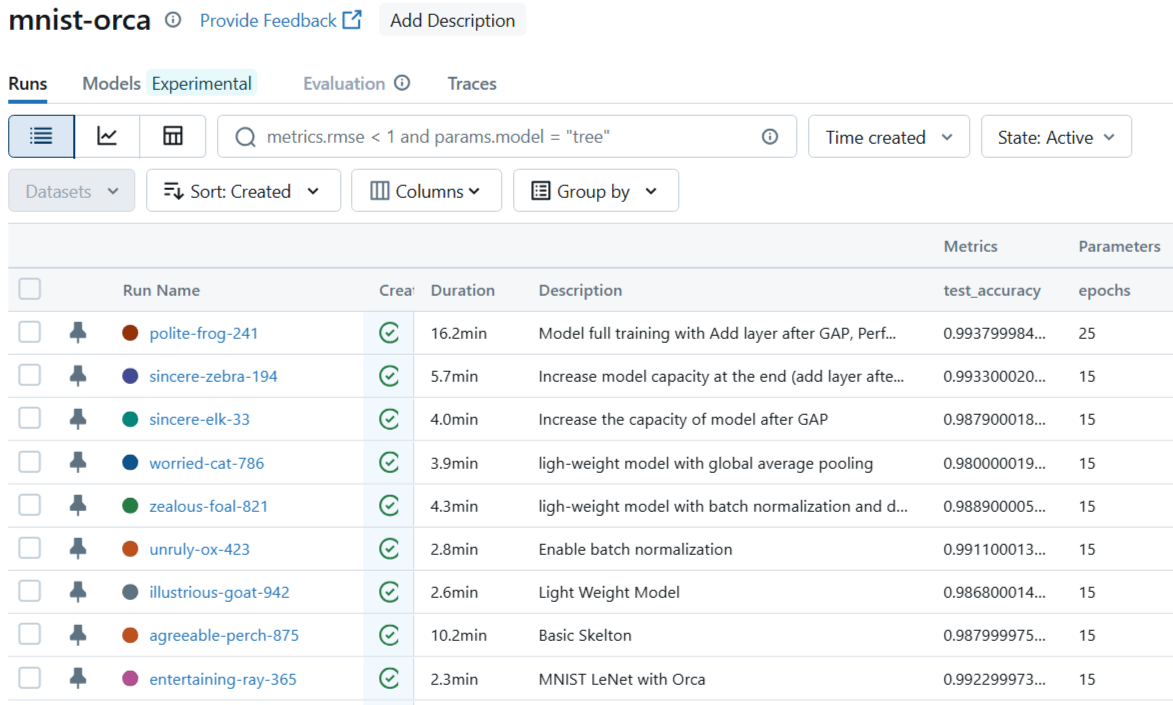 mnist-orca Provide Feedback Add Description
Runs Models Experimental Evaluation Traces
metrics.rmse < 1 and params.model = "tree" Time created State: Active
Datasets Sort: Created Columns Group by
Metrics Parameters
Run Name Creat Duration Description test_accuracy epochs
polite-frog-241 16.2min Model full training with Add layer after GAP, Perf... 0.993799984... 25
sincere-zebra-194 5.7min Increase model capacity at the end (add layer afte... 0.993300020... 15
sincere-elk-33 4.0min Increase the capacity of model after GAP 0.987900018... 15
worried-cat-786 3.9min ligh-weight model with global average pooling 0.980000019... 15
zealous-foal-821 4.3min ligh-weight model with batch normalization and d... 0.988900005... 15
unruly-ox-423 2.8min Enable batch normalization 0.991100013... 15
illustrious-goat-942 2.6min Light Weight Model 0.986800014... 15
agreeable-perch-875 10.2min Basic Skelton 0.987999975... 15
entertaining-ray-365 2.3min MNIST LeNet with Orca 0.992299973... 15